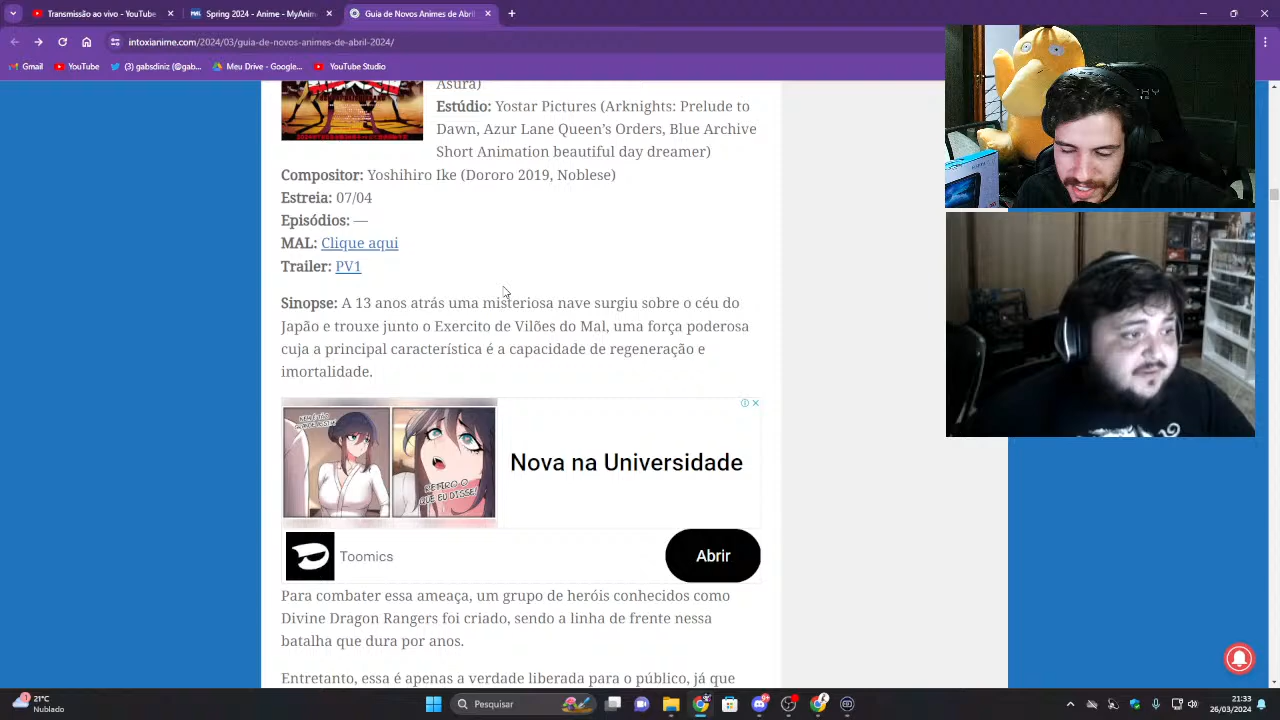 Transmissão ao vivo - YouTube
Spring 2024 - Anime
intoxianime.com/2024/03/guia-de-novos-animes-de-abril-2024/
Gmail
YouTube
(3) gabsdiniz (@gab...
Meu Drive - Google...
YouTube Studio
Asura)
Estúdio: Yostar Pictures (Arknights: Prelude to
Dawn, Azur Lane Queen's Orders, Blue Archive
Short Animation beautiful day dreamer)
Compositor: Yoshihiro Ike (Dororo 2019, Noblese)
Estreia: 07/04
Episódios: —
MAL: Clique aqui
Trailer: PV1
Sinopse: A 13 anos atrás uma misteriosa nave surgiu sobre o céu do
Japão e trouxe junto o Exercito de Vilões do Mal, uma força poderosa
cuja a principal característica é a capacidade de regeneração e
imortalidade.
RETIRO O
QUE EU DISSE!
Nova na Universidade
Toomics
Abrir
Para combater essa ameaça, um grupo de heróis conhecidos como
Divine Dragon Rangers foi criado, sendo a linha de frente nessa
batalha que dura por anos.
Entretanto, essa é apenas a verdade liberada para o público, já que
21°C
Nublado
Pesquisar
21:33
26/03/2024